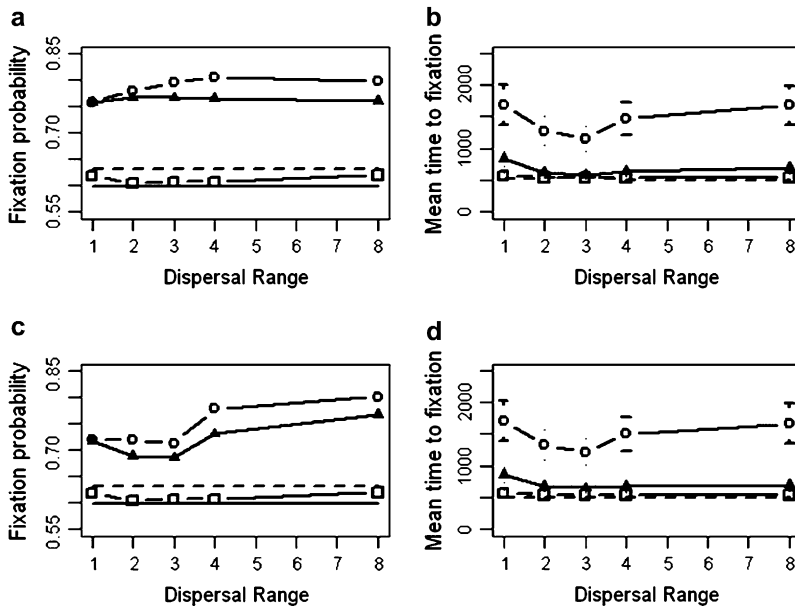 a
Fixation probability
0.85
0.70
0.55
1 2 3 4 5 6 7 8
Dispersal Range
b
Mean time to fixation
2000
1000
0
1 2 3 4 5 6 7 8
Dispersal Range
c
Fixation probability
0.85
0.70
0.55
1 2 3 4 5 6 7 8
Dispersal Range
d
Mean time to fixation
2000
1000
0
1 2 3 4 5 6 7 8
Dispersal Range